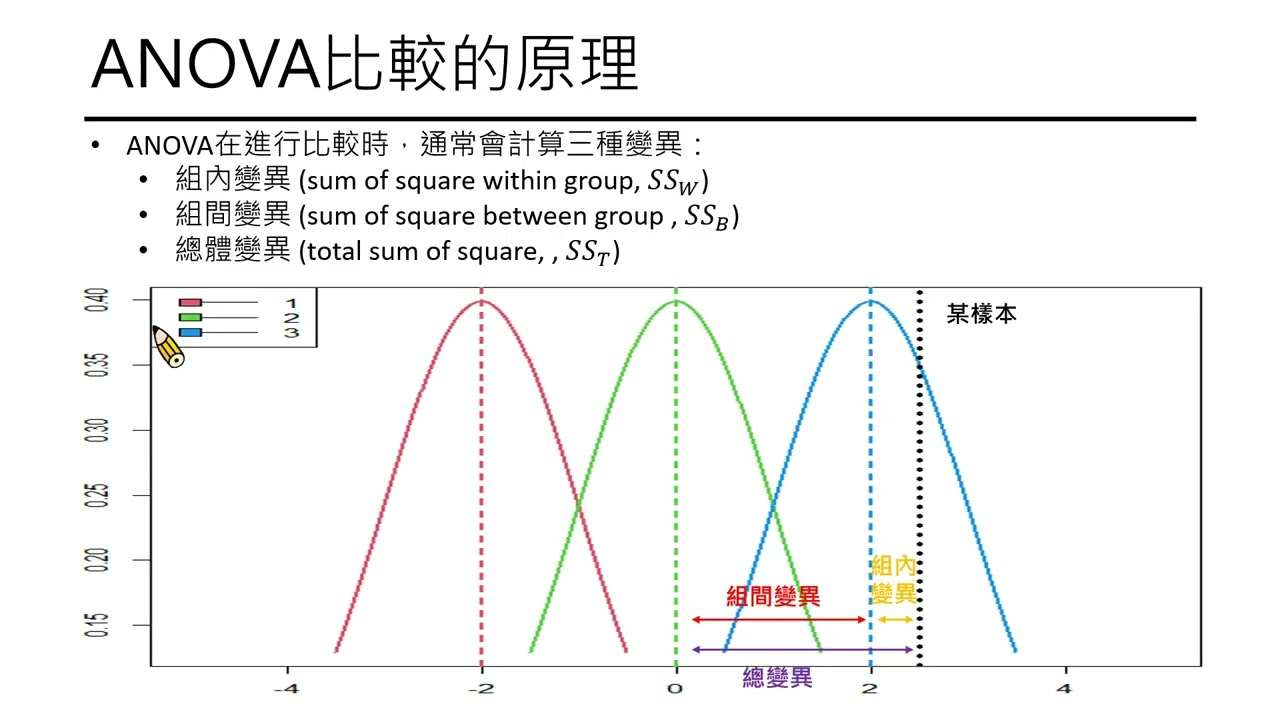 ANOVA比較的原理
• ANOVA在進行比較時，通常會計算三種變異：
• 組內變異 (sum of square within group, SS_W)
• 組間變異 (sum of square between group , SS_B)
• 總體變異 (total sum of square, , SS_T)
1
2
3
某樣本
0.40
0.35
0.30
0.25
0.20
0.15
組內
變異
組間變異
總變異
-4
-2
0
2
4